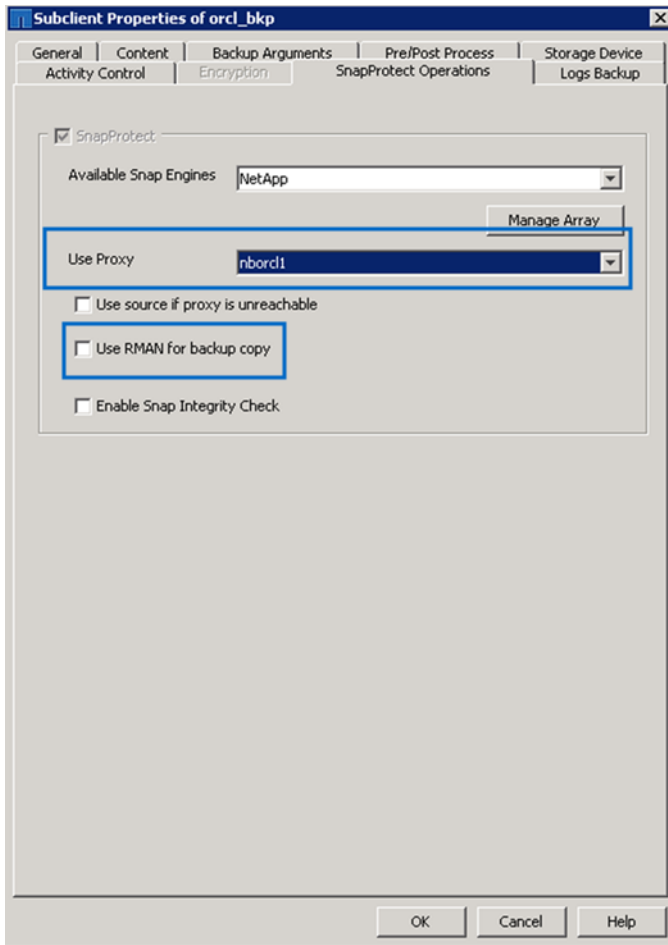 Subclient Properties of orcl_bkp
General Content Backup Arguments Pre/Post Process Storage Device
Activity Control Encryption SnapProtect Operations Logs Backup
SnapProtect
Available Snap Engines NetApp
Manage Array
Use Proxy nborcl1
Use source if proxy is unreachable
Use RMAN for backup copy
Enable Snap Integrity Check
OK Cancel Help